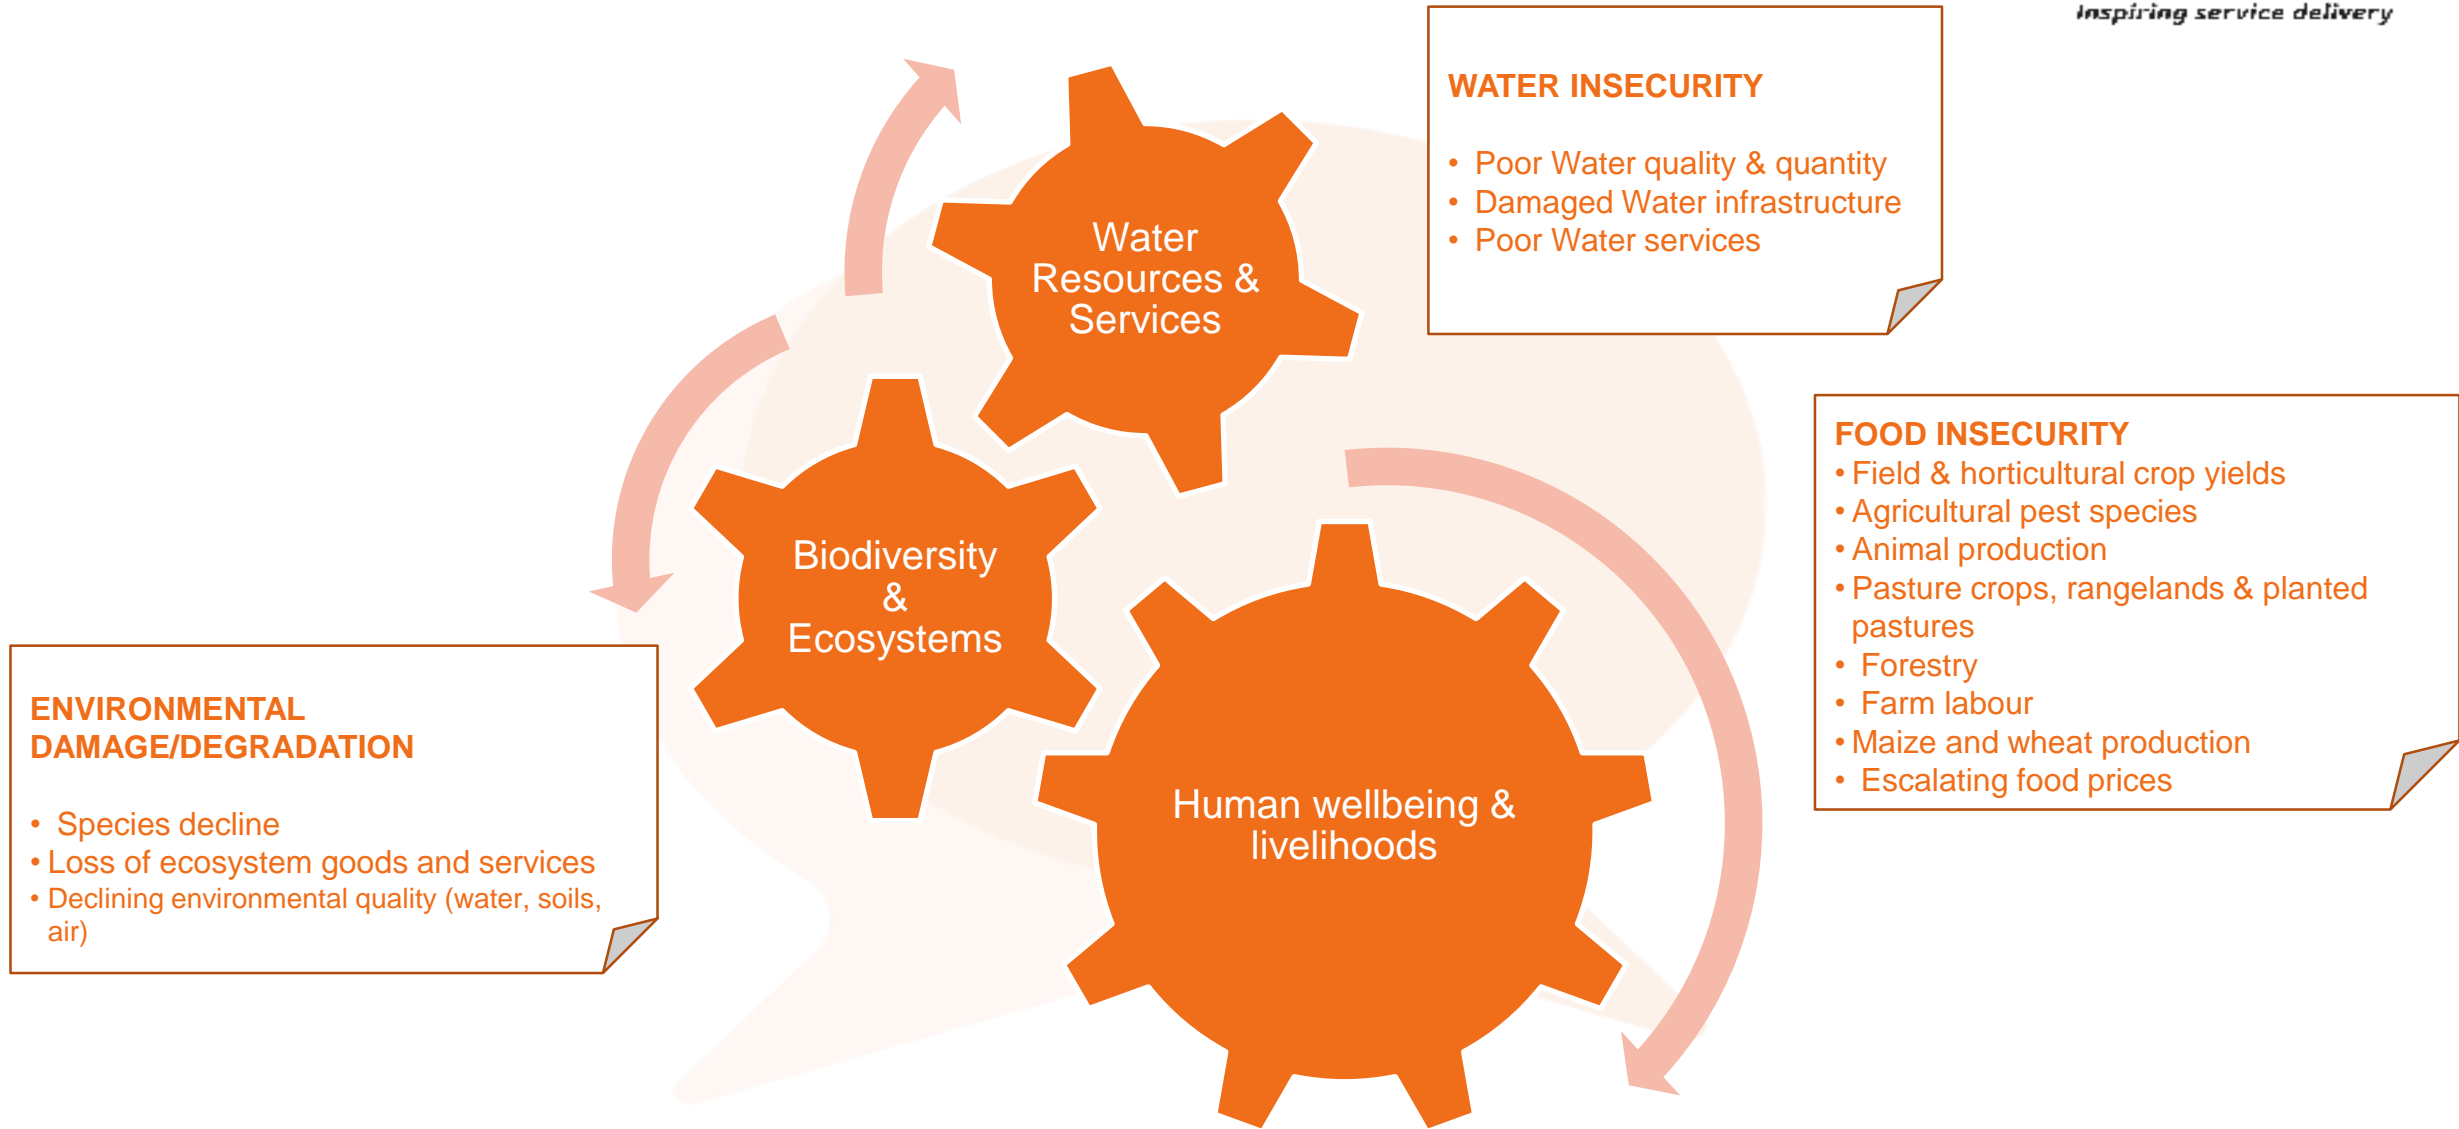 Inspiring service delivery
WATER INSECURITY
• Poor Water quality & quantity
• Damaged Water infrastructure
• Poor Water services
Water
Resources &
Services
FOOD INSECURITY
• Field & horticultural crop yields
• Agricultural pest species
• Animal production
• Pasture crops, rangelands & planted
pastures
• Forestry
• Farm labour
• Maize and wheat production
• Escalating food prices
Biodiversity
&
Ecosystems
ENVIRONMENTAL
DAMAGE/DEGRADATION
• Species decline
• Loss of ecosystem goods and services
• Declining environmental quality (water, soils,
air)
Human wellbeing &
livelihoods